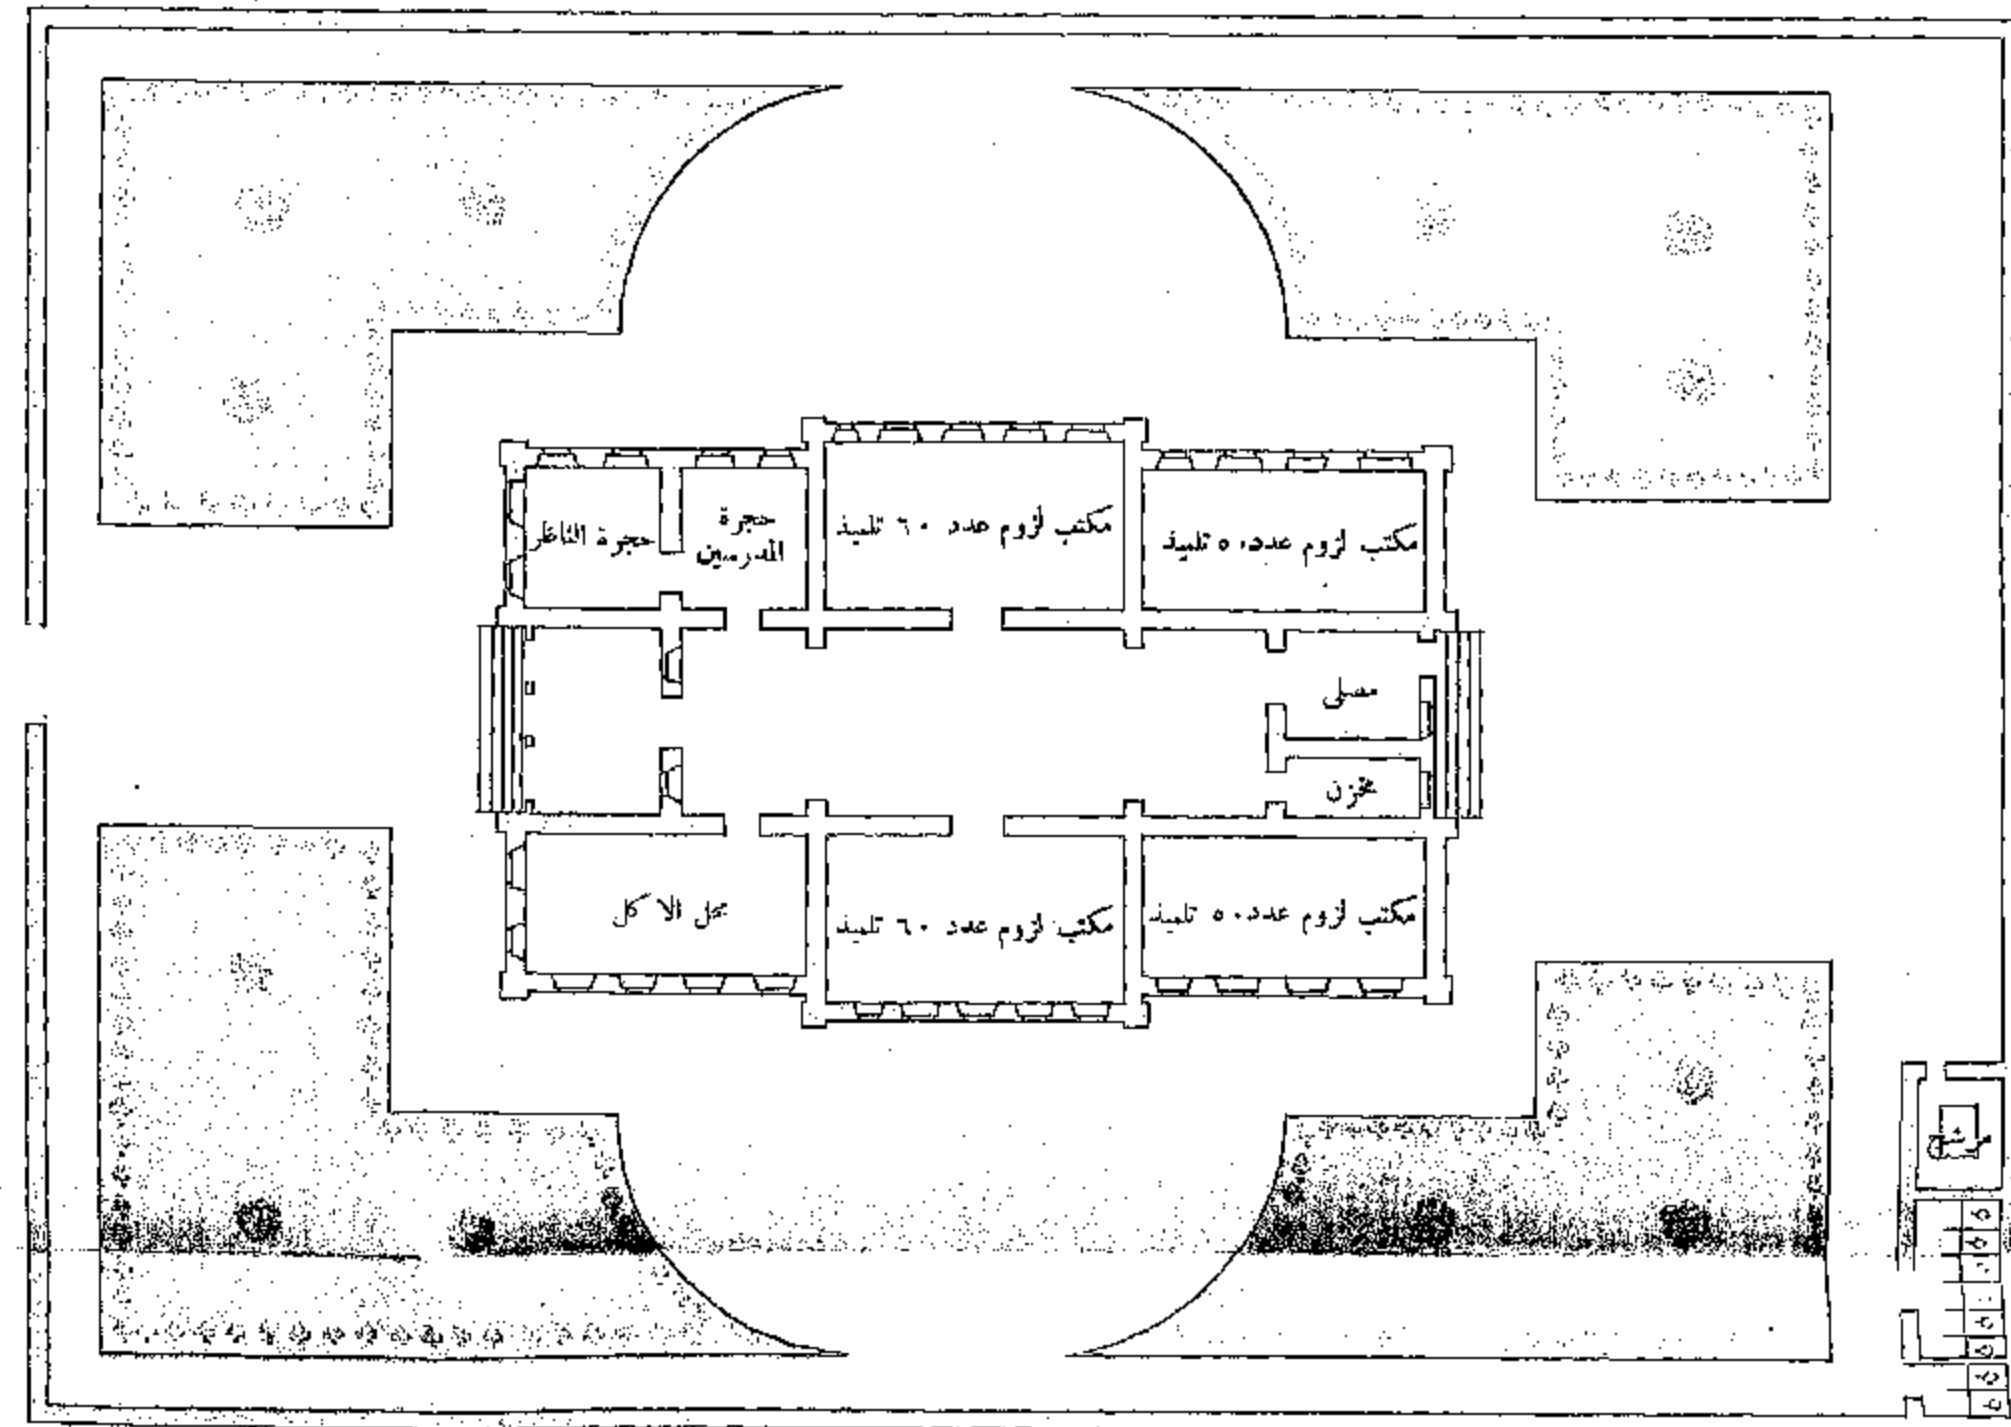 مكتب لزوم عدد ٥٠ تلميذ
مكتب لزوم عدد ٦٠ تلميذ
حجرة
المدرسين
حجرة الناظر
مصلى
مخزن
مكتب لزوم عدد ٥٠ تلميذ
مكتب لزوم عدد ٦٠ تلميذ
محل الاكل